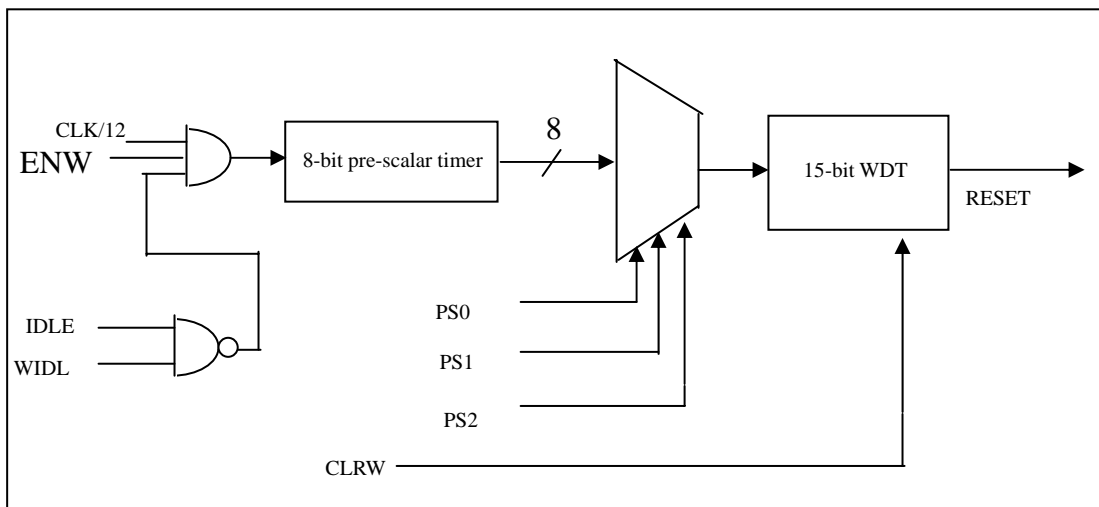 CLK/12
ENW
8-bit pre-scalar timer
8
15-bit WDT
RESET
IDLE
WIDL
PS0
PS1
PS2
CLRW